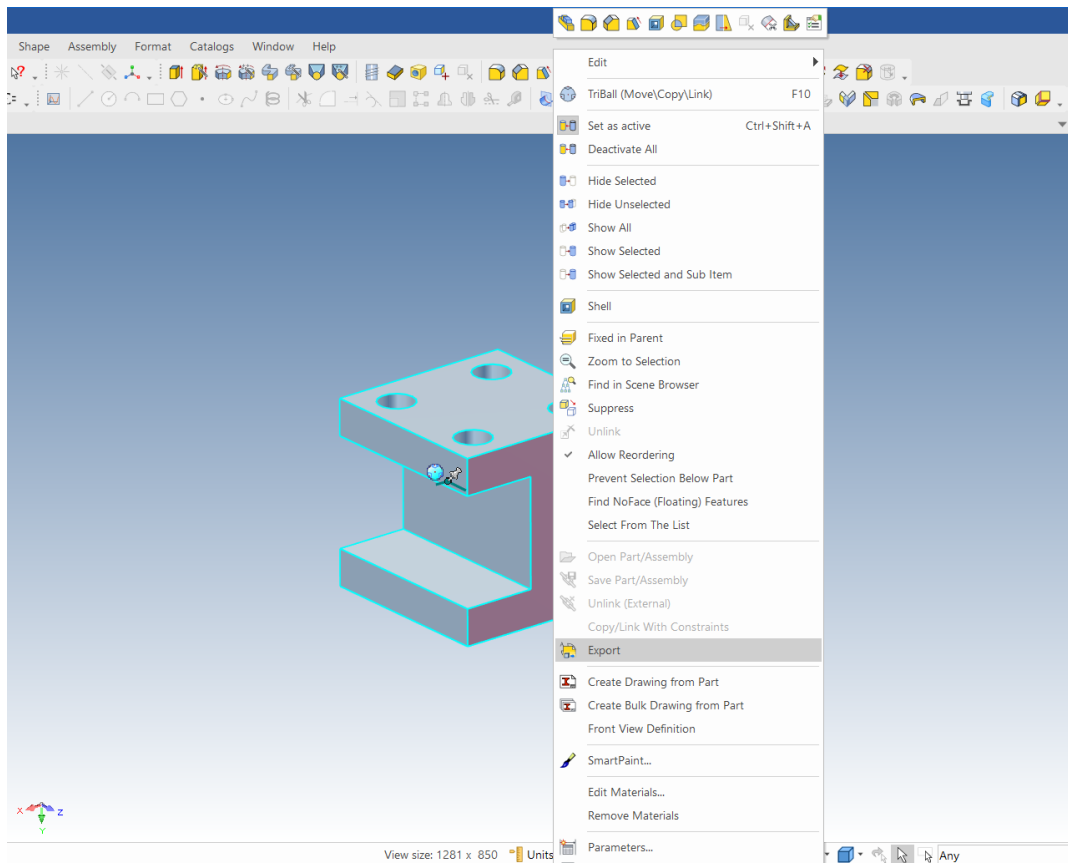 Shape Assembly Format Catalogs Window Help
Edit
TriBall (Move\Copy\Link) F10
Set as active Ctrl+Shift+A
Deactivate All
Hide Selected
Hide Unselected
Show All
Show Selected
Show Selected and Sub Item
Shell
Fixed in Parent
Zoom to Selection
Find in Scene Browser
Suppress
Unlink
Allow Reordering
Prevent Selection Below Part
Find NoFace (Floating) Features
Select From The List
Open Part/Assembly
Save Part/Assembly
Unlink (External)
Copy/Link With Constraints
Export
Create Drawing from Part
Create Bulk Drawing from Part
Front View Definition
SmartPaint...
Edit Materials...
Remove Materials
Parameters...
X Z
Y
View size: 1281 x 850 Units Any